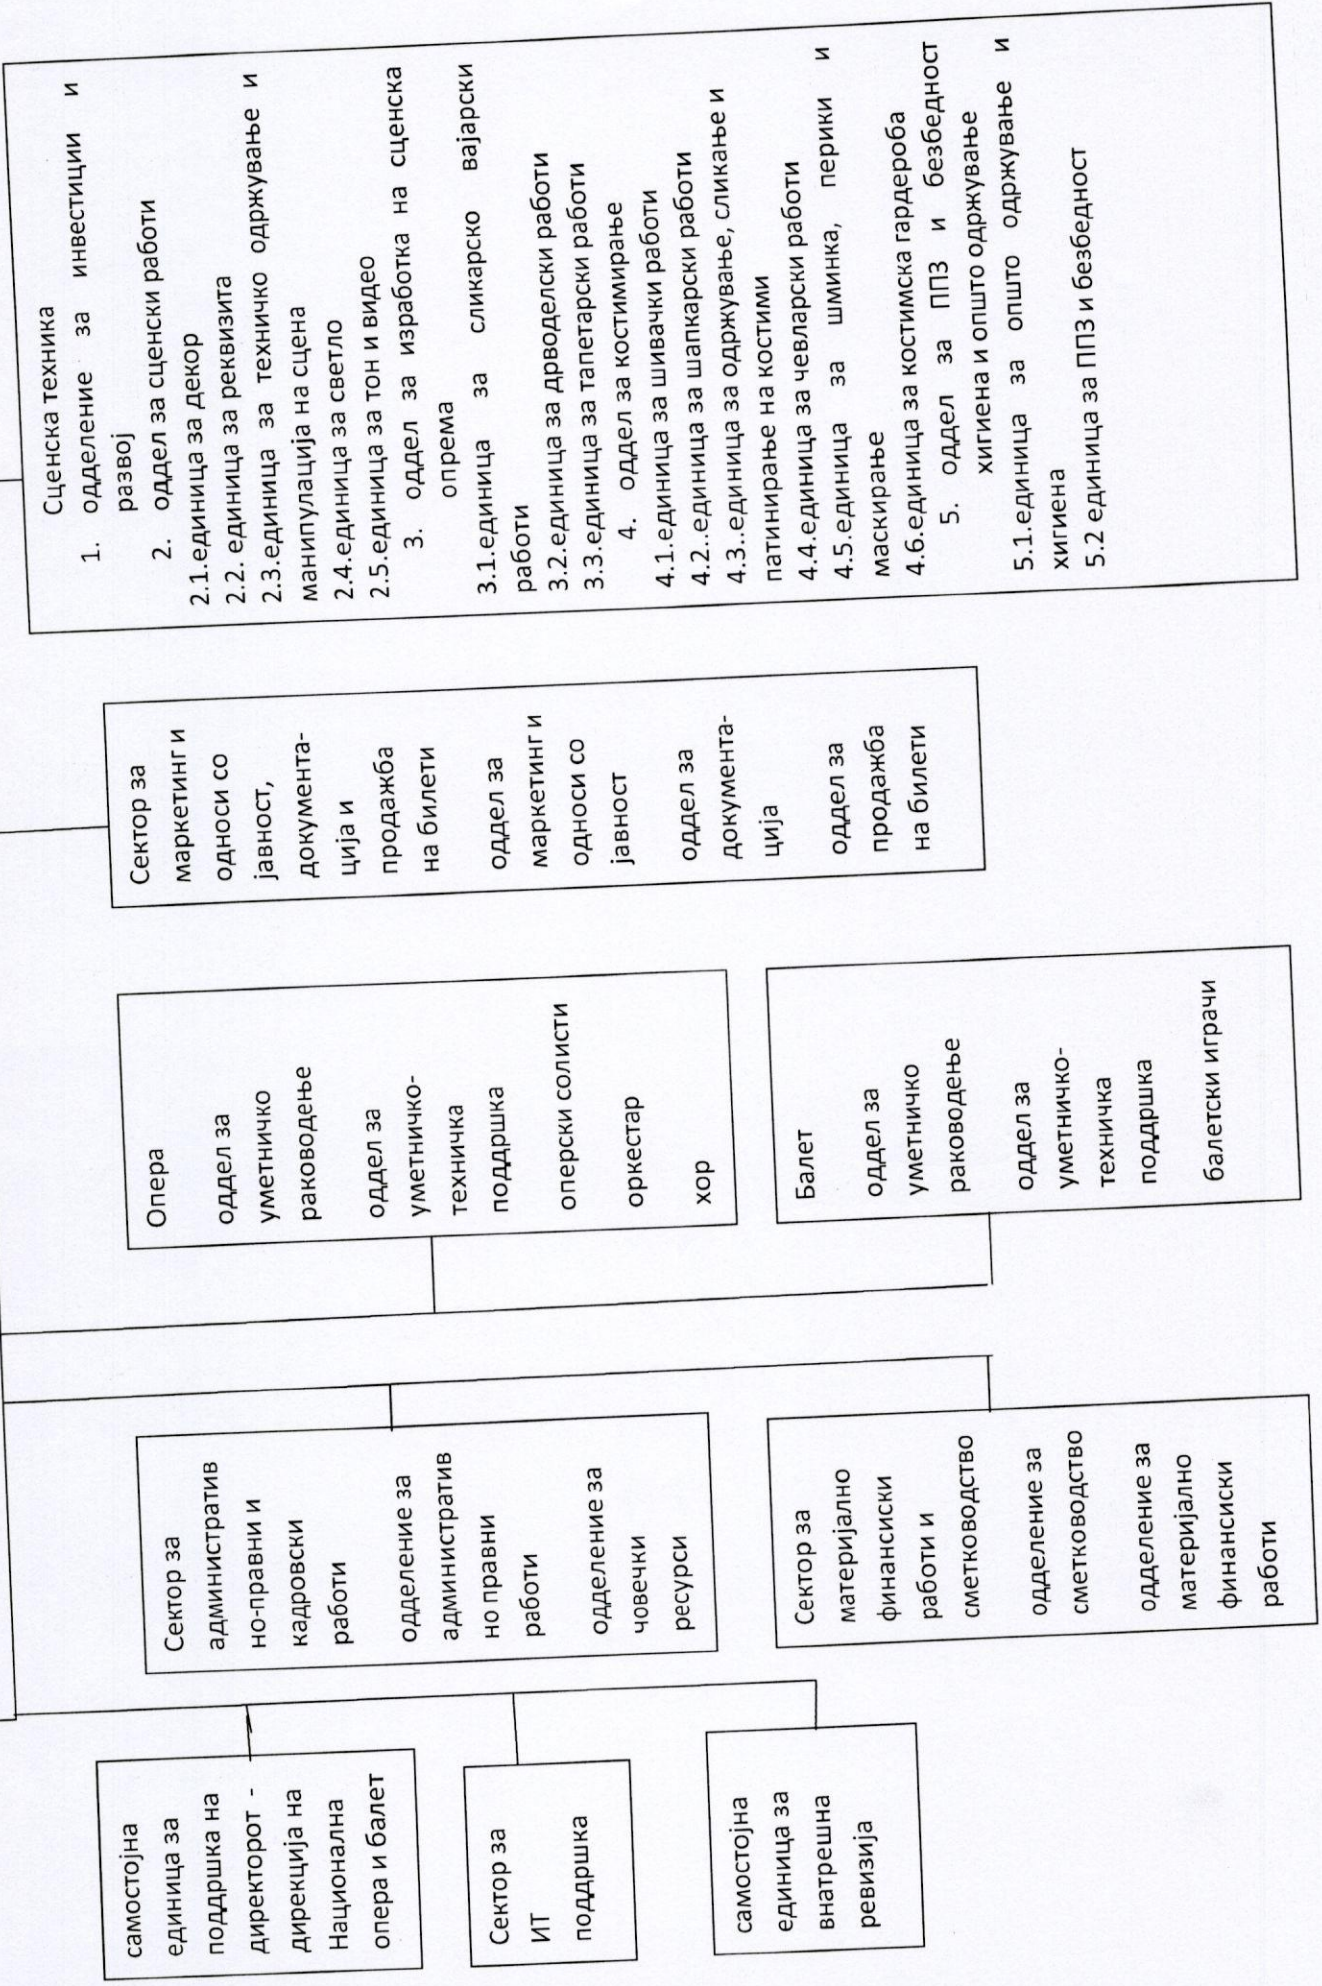 самостојна
единица за
поддршка на
директорот -
дирекција на
Национална
опера и балет
Сектор за
ИТ
поддршка
самостојна
единица за
внатрешна
ревизија
Сектор за
административ
но-правни и
кадровски
работи
одделение за
административ
но правни
работи
одделение за
човечки
ресурси
Сектор за
материјално
финансиски
работи и
сметководство
одделение за
сметководство
одделение за
материјално
финансиски
работи
Опера
оддел за
уметничко
раководење
оддел за
уметничко-
техничка
поддршка
оперски солисти
оркестар
хор
Балет
оддел за
уметничко
раководење
оддел за
уметничко-
техничка
поддршка
балетски играчи
Сектор за
маркетинг и
односи со
јавност,
документа-
ција и
продажба
на билети
оддел за
маркетинг и
односи со
јавност
оддел за
документа-
ција
оддел за
продажба
на билети
Сценска техника
1. одделение за инвестиции и
развој
2. оддел за сценски работи
2.1.единица за декор
2.2. единица за реквизита
2.3.единица за техничко одржување и
манипулација на сцена
2.4.единица за светло
2.5.единица за тон и видео
3. оддел за изработка на сценска
опрема
3.1.единица за сликарско вајарски
работи
3.2.единица за дрводелски работи
3.3.единица за тапетарски работи
4. оддел за костимирање
4.1.единица за шивачки работи
4.2..единица за шапкарски работи
4.3..единица за одржување, сликање и
патинирање на костими
4.4.единица за чевларски работи
4.5.единица за шминка, перики и
маскирање
4.6.единица за костимска гардероба
5. оддел за ППЗ и безбедност
хигиена и општо одржување
5.1.единица за општо одржување и
хигиена
5.2 единица за ППЗ и безбедност